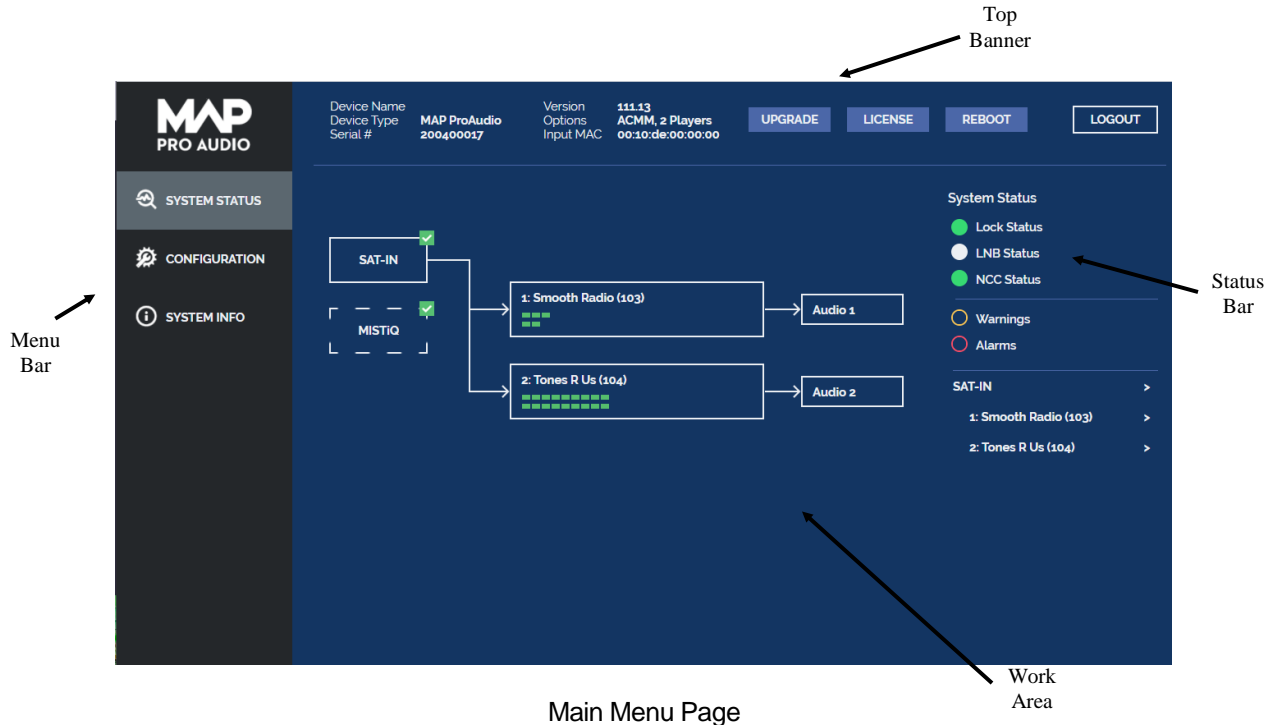 Top
Banner
MAP
PRO AUDIO
Device Name
Device Type MAP ProAudio
Serial # 200400017
Version 111.13
Options ACMM, 2 Players
Input MAC 00:10:de:00:00:00
UPGRADE
LICENSE
REBOOT
LOGOUT
SYSTEM STATUS
CONFIGURATION
SYSTEM INFO
Menu
Bar
SAT-IN
MISTiQ
1: Smooth Radio (103)
Audio 1
2: Tones R Us (104)
Audio 2
System Status
Lock Status
LNB Status
NCC Status
Warnings
Alarms
SAT-IN >
1: Smooth Radio (103) >
2: Tones R Us (104) >
Status
Bar
Work
Area
Main Menu Page